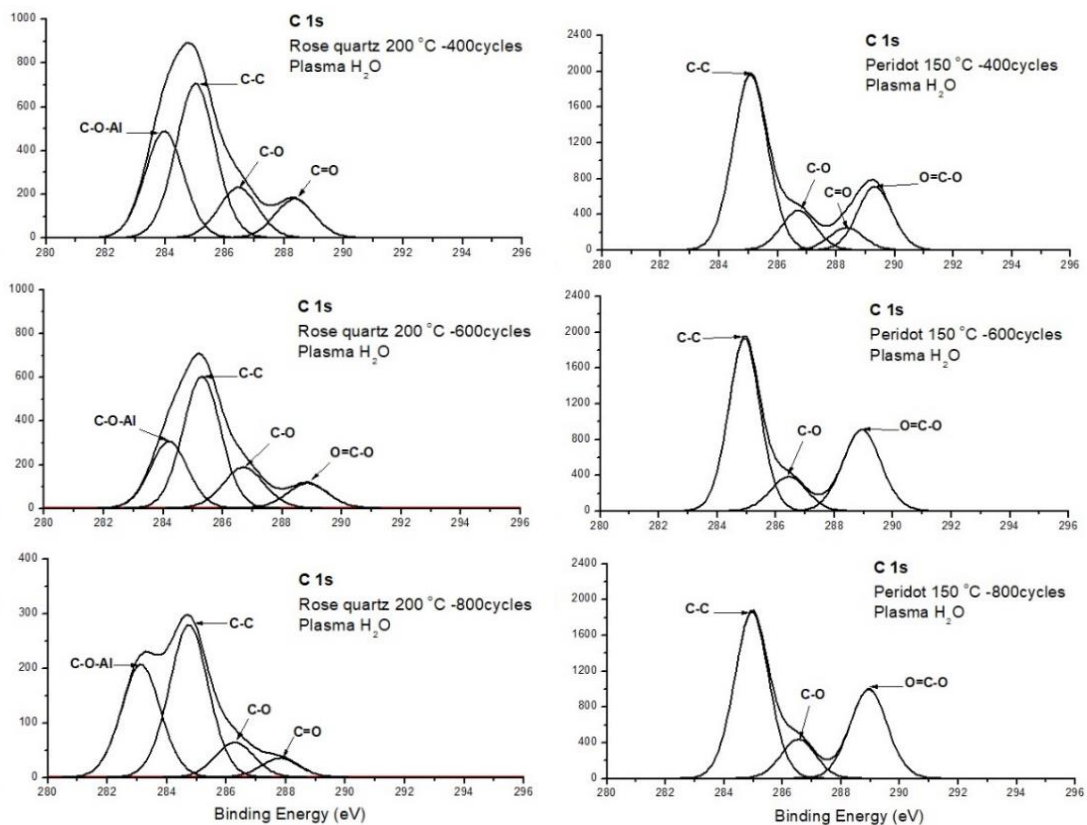 C 1s
Rose quartz 200 °C -400cycles
Plasma H2O
C-C
C-O-Al
C-O
C=O
1000
800
600
400
200
0
280 282 284 286 288 290 292 294 296
C 1s
Peridot 150 °C -400cycles
Plasma H2O
C-C
C-O
C=O
O=C-O
2400
2000
1600
1200
800
400
0
280 282 284 286 288 290 292 294 296
C 1s
Rose quartz 200 °C -600cycles
Plasma H2O
C-C
C-O-Al
C-O
O=C-O
1000
800
600
400
200
0
280 282 284 286 288 290 292 294 296
C 1s
Peridot 150 °C -600cycles
Plasma H2O
C-C
C-O
O=C-O
2400
2000
1600
1200
800
400
0
280 282 284 286 288 290 292 294 296
C 1s
Rose quartz 200 °C -800cycles
Plasma H2O
C-C
C-O-Al
C-O
C=O
400
300
200
100
0
280 282 284 286 288 290 292 294 296
Binding Energy (eV)
C 1s
Peridot 150 °C -800cycles
Plasma H2O
C-C
C-O
O=C-O
2400
2000
1600
1200
800
400
0
280 282 284 286 288 290 292 294 296
Binding Energy (eV)